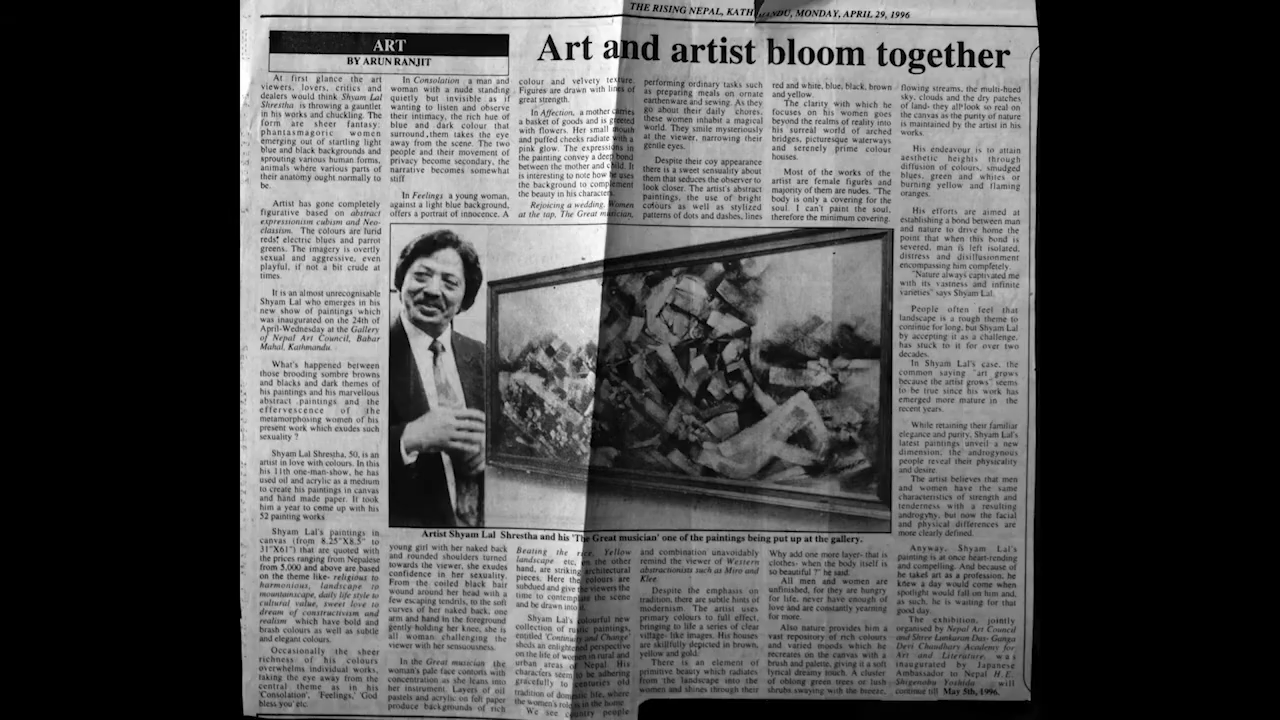 THE RISING NEPAL, KATHMANDU, MONDAY, APRIL 29, 1996
ART
BY ARUN RANJIT
Art and artist bloom together
At first glance the art
viewers, lovers, critics and
dealers would think Shyam Lal
Shrestha is throwing a gauntlet
in his works and chuckling. The
form are sheer fantasy:
phantasmagoric women
emerging out of startling light
blue and black backgrounds and
sprouting various human forms,
animals where various parts of
their anatomy ought normally to
be.
Artist has gone completely
figurative based on abstract
expressionism cubism and Neo-
classism. The colours are lurid
reds, electric blues and parrot
greens. The imagery is overtly
sexual and aggressive, even
playful, if not a bit crude at
times.
It is an almost unrecognisable
Shyam Lal who emerges in his
new show of paintings which
was inaugurated on the 24th of
April-Wednesday at the Gallery
of Nepal Art Council, Babar
Mahal, Kathmandu.
What's happened between
those brooding sombre browns
and blacks and dark themes of
his paintings and his marvellous
abstract paintings and the
effervescence of the
metamorphosing women of his
present work which exudes such
sexuality ?
Shyam Lal Shrestha, 50, is an
artist in love with colours. In this
his 11th one-man-show, he has
used oil and acrylic as a medium
to create his paintings in canvas
and hand made paper. It took
him a year to come up with his
52 painting works
Shyam Lal's paintings in
canvas (from 8.25"X8.5" to
31"X61") that are quoted with
the prices ranging from Nepalese
from 5,000 and above are based
on the theme like- religious to
harmonious, landscape to
mountainscape, daily life style to
cultural value, sweet love to
dream of constructivism and
realism which have bold and
brash colours as well as subtle
and elegant colours.
Occasionally the sheer
richness of his colours
overwhelms individual works,
taking the eye away from the
central theme as in his
'Consolation', 'Feelings,' God
bless you' etc.
In Consolation a man and
woman with a nude standing
quietly but invisible as if
wanting to listen and observe
their intimacy, the rich hue of
blue and dark colour that
surround them takes the eye
away from the scene. The two
people and their movement of
privacy become secondary, the
narrative becomes somewhat
stiff
In Feelings a young woman,
against a light blue background,
offers a portrait of innocence. A
young girl with her naked back
and rounded shoulders turned
towards the viewer, she exudes
confidence in her sexuality.
From the coiled black hair
wound around her head with a
few escaping tendrils, to the soft
curves of her naked back, one
arm and hand in the foreground
gently holding her knee, she is
all woman challenging the
viewer with her sensuousness.
In the Great musician the
woman's pale face contorts with
concentration as she leans into
her instrument. Layers of oil
pastels and acrylic on felt paper
produce backgrounds of rich
colour and velvety texture.
Figures are drawn with lines of
great strength.
In Affection, a mother carries
a basket of goods and is greeted
with flowers. Her small mouth
and puffed cheeks radiate with a
pink glow. The expressions in
the painting convey a deep bond
between the mother and child. It
is interesting to note how he uses
the background to complement
the beauty in his characters.
Rejoicing a wedding, Women
at the tap, The Great musician,
Beating the rice, Yellow
landscape etc, on the other
hand, are striking architectural
pieces. Here the colours are
subdued and give the viewers the
time to contemplate the scene
and be drawn into it.
Shyam Lal's colourful new
collection of rustic paintings,
entitled 'Continuity and Change'
sheds an enlightened perspective
on the life of women in rural and
urban areas of Nepal. His
characters seem to be adhering
gracefully to centuries old
tradition of domestic life, where
the women's role is in the home.
We see country people
performing ordinary tasks such
as preparing meals on ornate
earthenware and sewing. As they
go about their daily chores,
these women inhabit a magical
world. They smile mysteriously
at the viewer, narrowing their
gentle eyes.
Despite their coy appearance
there is a sweet sensuality about
them that seduces the observer to
look closer. The artist's abstract
paintings, the use of bright
colours as well as stylized
patterns of dots and dashes, lines
and combination unavoidably
remind the viewer of Western
abstractionists such as Miro and
Klee.
Despite the emphasis on
tradition, there are subtle hints of
modernism. The artist uses
primary colours to full effect,
bringing to life a series of clear
village- like images. His houses
are skillfully depicted in brown,
yellow and gold.
There is an element of
primitive beauty which radiates
from the landscape into the
women and shines through their
red and white, blue, black, brown
and yellow.
The clarity with which he
focuses on his women goes
beyond the realms of reality into
his surreal world of arched
bridges, picturesque waterways
and serenely prime colour
houses.
Most of the works of the
artist are female figures and
majority of them are nudes. "The
body is only a covering for the
soul. I can't paint the soul,
therefore the minimum covering.
Why add one more layer- that is
clothes- when the body itself is
so beautiful ?" he said.
All men and women are
unfinished, for they are hungry
for life, never have enough of
love and are constantly yearning
for more.
Also nature provides him a
vast repository of rich colours
and varied moods which he
recreates on the canvas with a
brush and palette, giving it a soft
lyrical dreamy touch. A cluster
of oblong green trees or lush
shrubs swaying with the breeze,
flowing streams, the multi-hued
sky, clouds and the dry patches
of land- they all look so real on
the canvas as the purity of nature
is maintained by the artist in his
works.
His endeavour is to attain
aesthetic heights through
diffusion of colours, smudged
blues, green and whites or
burning yellow and flaming
oranges.
His efforts are aimed at
establishing a bond between man
and nature to drive home the
point that when this bond is
severed, man is left isolated,
distress and disillusionment
encompassing him completely.
"Nature always captivated me
with its vastness and infinite
varieties" says Shyam Lal.
People often feel that
landscape is a rough theme to
continue for long, but Shyam Lal
by accepting it as a challenge,
has stuck to it for over two
decades.
In Shyam Lal's case, the
common saying "art grows
because the artist grows" seems
to be true since his work has
emerged more mature in the
recent years.
While retaining their familiar
elegance and purity, Shyam Lal's
latest paintings unveil a new
dimension, the androgynous
people reveal their physicality
and desire.
The artist believes that men
and women have the same
characteristics of strength and
tenderness with a resulting
androgyhy, but now the facial
and physical differences are
more clearly defined.
Anyway, Shyam Lal's
painting is at once heart-rending
and compelling. And because of
he takes art as a profession, he
knew a day would come when
spotlight would fall on him and,
as such, he is waiting for that
good day.
The exhibition, jointly
organised by Nepal Art Council
and Shree Lunkaran Das- Ganga
Devi Chaudhary Academy for
Art and Literature, was
inaugurated by Japanese
Ambassador to Nepal H.E.
Shigenobu Yoshida will
continue till May 5th, 1996.
Artist Shyam Lal Shrestha and his 'The Great musician' one of the paintings being put up at the gallery.